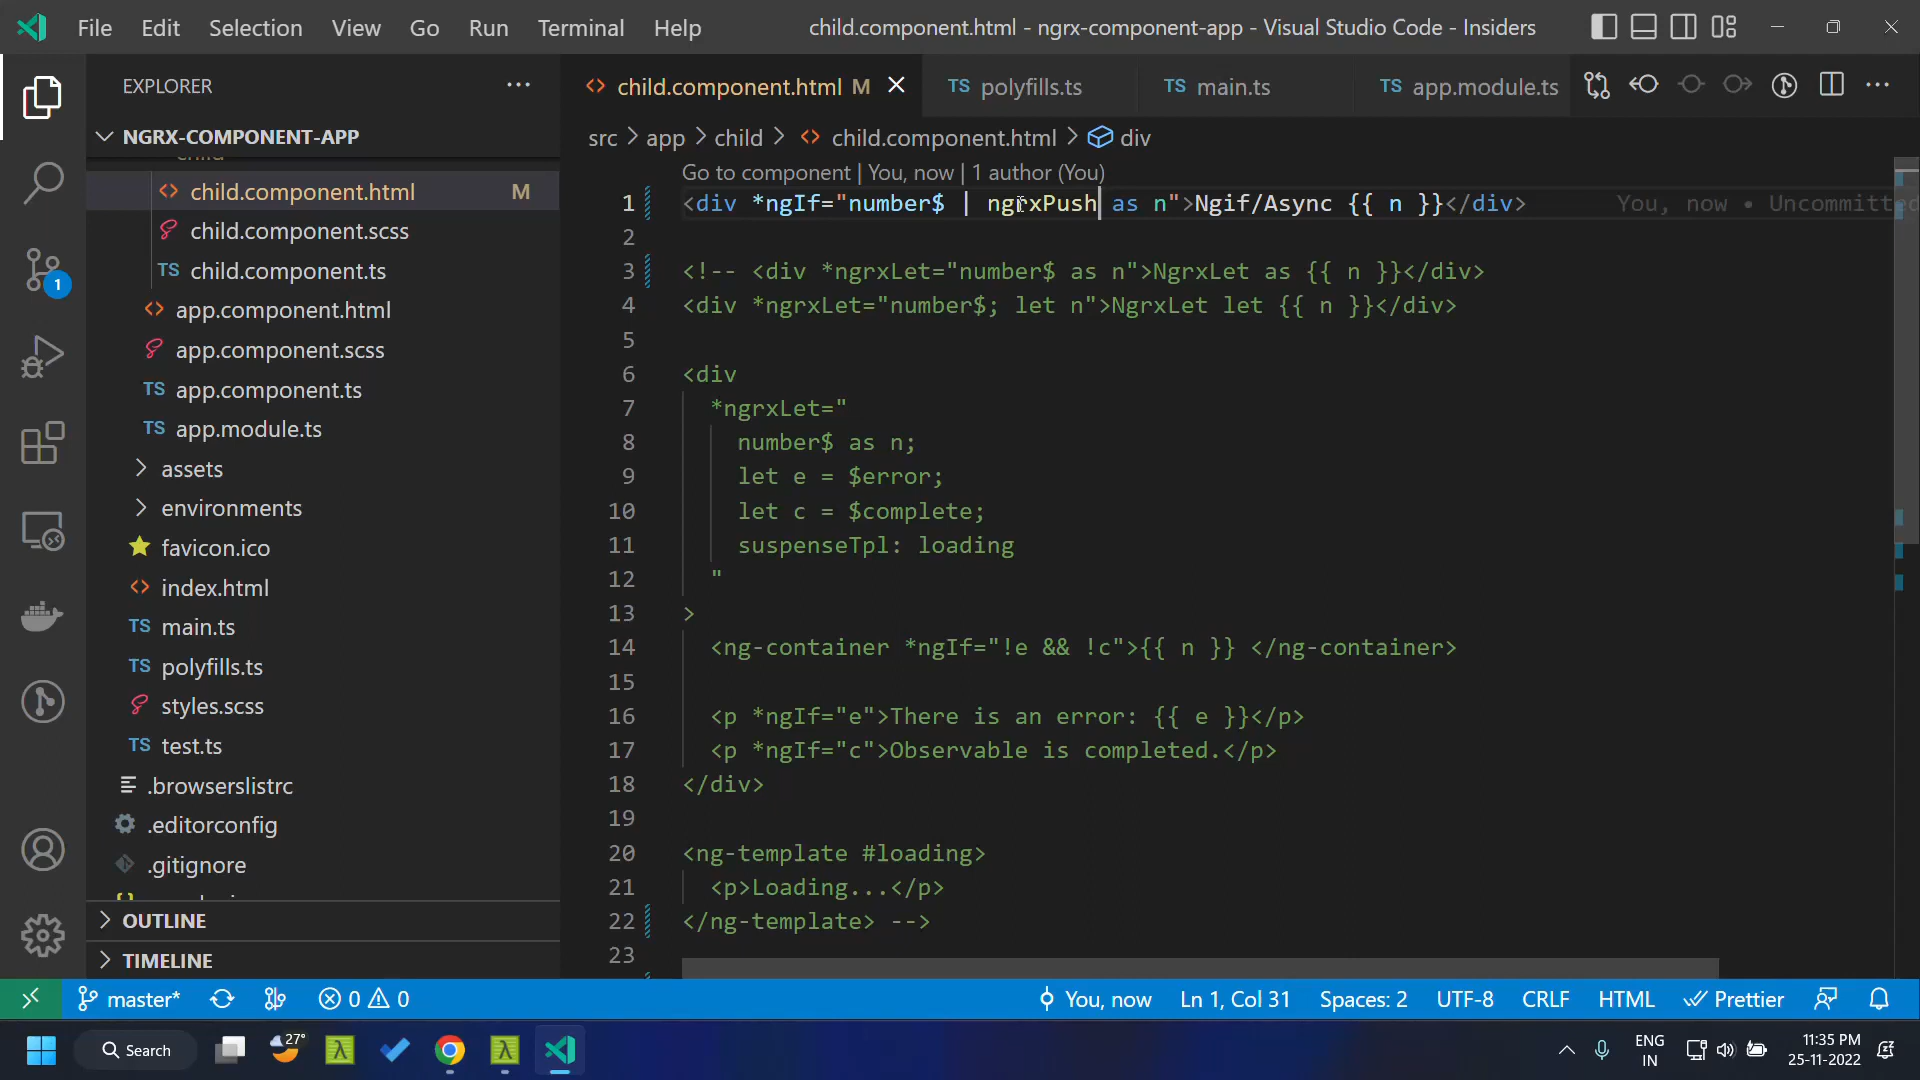 File Edit Selection View Go Run Terminal Help child.component.html - ngrx-component-app - Visual Studio Code - Insiders
EXPLORER
child.component.html M TS polyfills.ts TS main.ts TS app.module.ts
NGRX-COMPONENT-APP
src > app > child > child.component.html > div
child
child.component.html M
child.component.scss
TS child.component.ts
1
app.component.html
app.component.scss
TS app.component.ts
TS app.module.ts
assets
environments
favicon.ico
index.html
TS main.ts
TS polyfills.ts
styles.scss
TS test.ts
.browserslistrc
.editorconfig
.gitignore
OUTLINE
TIMELINE
Go to component | You, now | 1 author (You)
1 <div *ngIf="number$ | ngrxPush as n">Ngif/Async {{ n }}</div> You, now • Uncommitted
2
3 <!-- <div *ngrxLet="number$ as n">NgrxLet as {{ n }}</div>
4 <div *ngrxLet="number$; let n">NgrxLet let {{ n }}</div>
5
6 <div
7 *ngrxLet="
8 number$ as n;
9 let e = $error;
10 let c = $complete;
11 suspenseTpl: loading
12 "
13 >
14 <ng-container *ngIf="!e && !c">{{ n }} </ng-container>
15
16 <p *ngIf="e">There is an error: {{ e }}</p>
17 <p *ngIf="c">Observable is completed.</p>
18 </div>
19
20 <ng-template #loading>
21 <p>Loading...</p>
22 </ng-template> -->
23
master* 0 0 You, now Ln 1, Col 31 Spaces: 2 UTF-8 CRLF HTML Prettier
Search 27° ENG IN 11:35 PM
25-11-2022